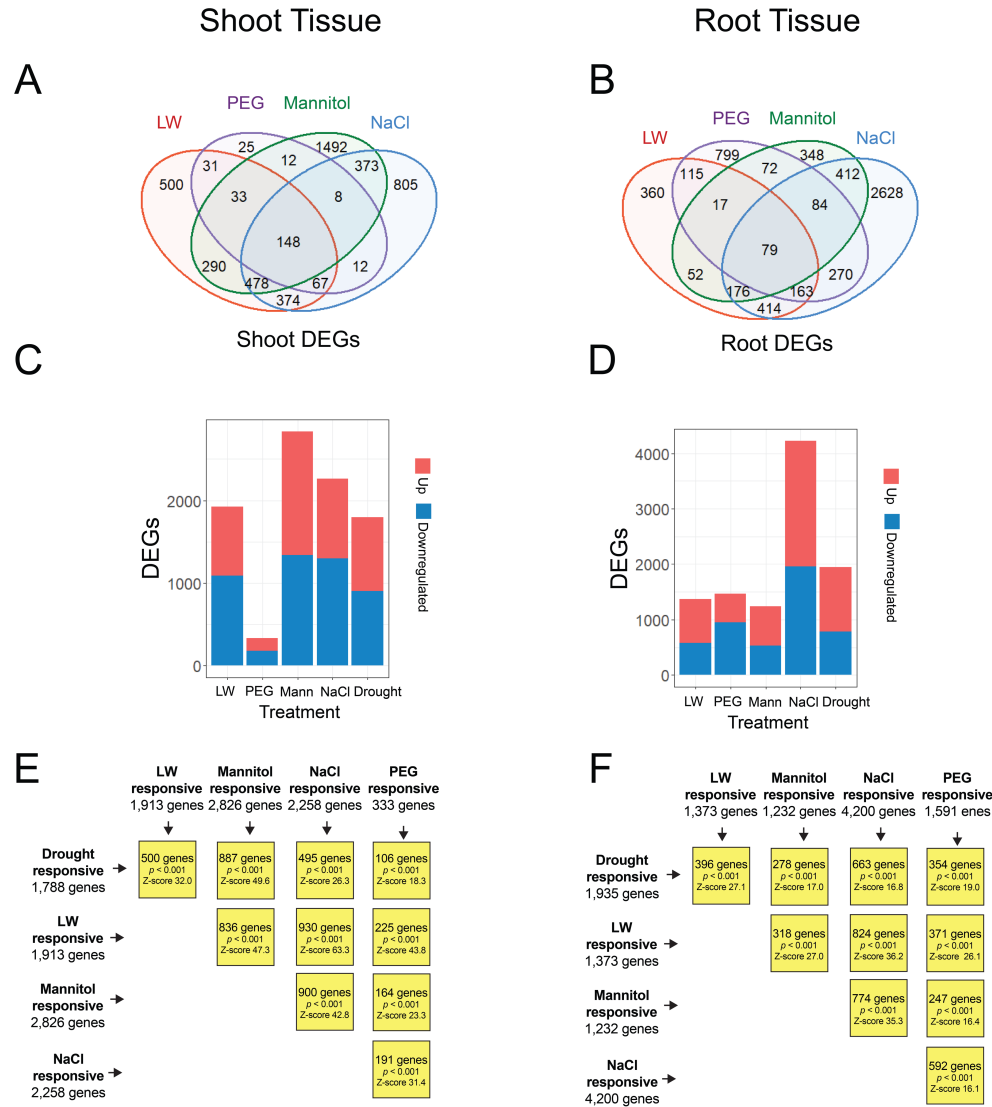 Shoot Tissue
Root Tissue
A
PEG Mannitol
LW
NaCl
25
1492
31
12
373
500
805
33
8
148
290
12
478
67
374
Shoot DEGs
B
PEG
Mannitol
LW
NaCl
799
348
115
72
412
360
2628
17
84
79
52
270
176
163
414
Root DEGs
C
2000
1000
0
DEGs
LW PEG Mann NaCl Drought
Treatment
Up
Downregulated
D
4000
3000
2000
1000
0
DEGs
LW PEG Mann NaCl Drought
Treatment
Up
Downregulated
E
LW Mannitol NaCl PEG
responsive responsive responsive responsive
1,913 genes 2,826 genes 2,258 genes 333 genes
Drought
responsive
1,788 genes
500 genes
p < 0.001
Z-score 32.0
887 genes
p < 0.001
Z-score 49.6
495 genes
p < 0.001
Z-score 26.3
106 genes
p < 0.001
Z-score 18.3
LW
responsive
1,913 genes
836 genes
p < 0.001
Z-score 47.3
930 genes
p < 0.001
Z-score 63.3
225 genes
p < 0.001
Z-score 43.8
Mannitol
responsive
2,826 genes
900 genes
p < 0.001
Z-score 42.8
164 genes
p < 0.001
Z-score 23.3
NaCl
responsive
2,258 genes
191 genes
p < 0.001
Z-score 31.4
F
LW Mannitol NaCl PEG
responsive responsive responsive responsive
1,373 genes 1,232 genes 4,200 genes 1,591 enes
Drought
responsive
1,935 genes
396 genes
p < 0.001
Z-score 27.1
278 genes
p < 0.001
Z-score 17.0
663 genes
p < 0.001
Z-score 16.8
354 genes
p < 0.001
Z-score 19.0
LW
responsive
1,373 genes
318 genes
p < 0.001
Z-score 27.0
824 genes
p < 0.001
Z-score 36.2
371 genes
p < 0.001
Z-score 26.1
Mannitol
responsive
1,232 genes
774 genes
p < 0.001
Z-score 35.3
247 genes
p < 0.001
Z-score 16.4
NaCl
responsive
4,200 genes
592 genes
p < 0.001
Z-score 16.1